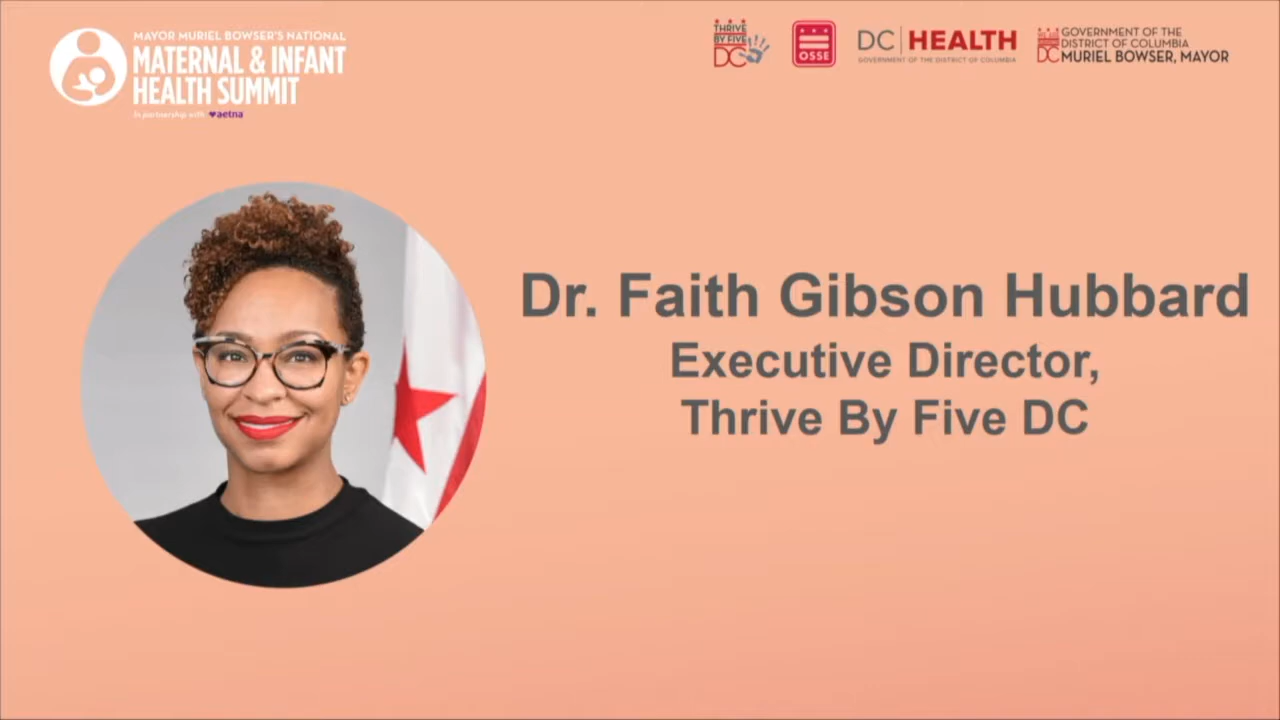 MAYOR MURIEL BOWSER'S NATIONAL
MATERNAL & INFANT
HEALTH SUMMIT
In partnership with ♥aetna
THRIVE
BY FIVE
DC
OSSE
DC | HEALTH
GOVERNMENT OF THE DISTRICT OF COLUMBIA
GOVERNMENT OF THE
DISTRICT OF COLUMBIA
DC MURIEL BOWSER, MAYOR
Dr. Faith Gibson Hubbard
Executive Director,
Thrive By Five DC